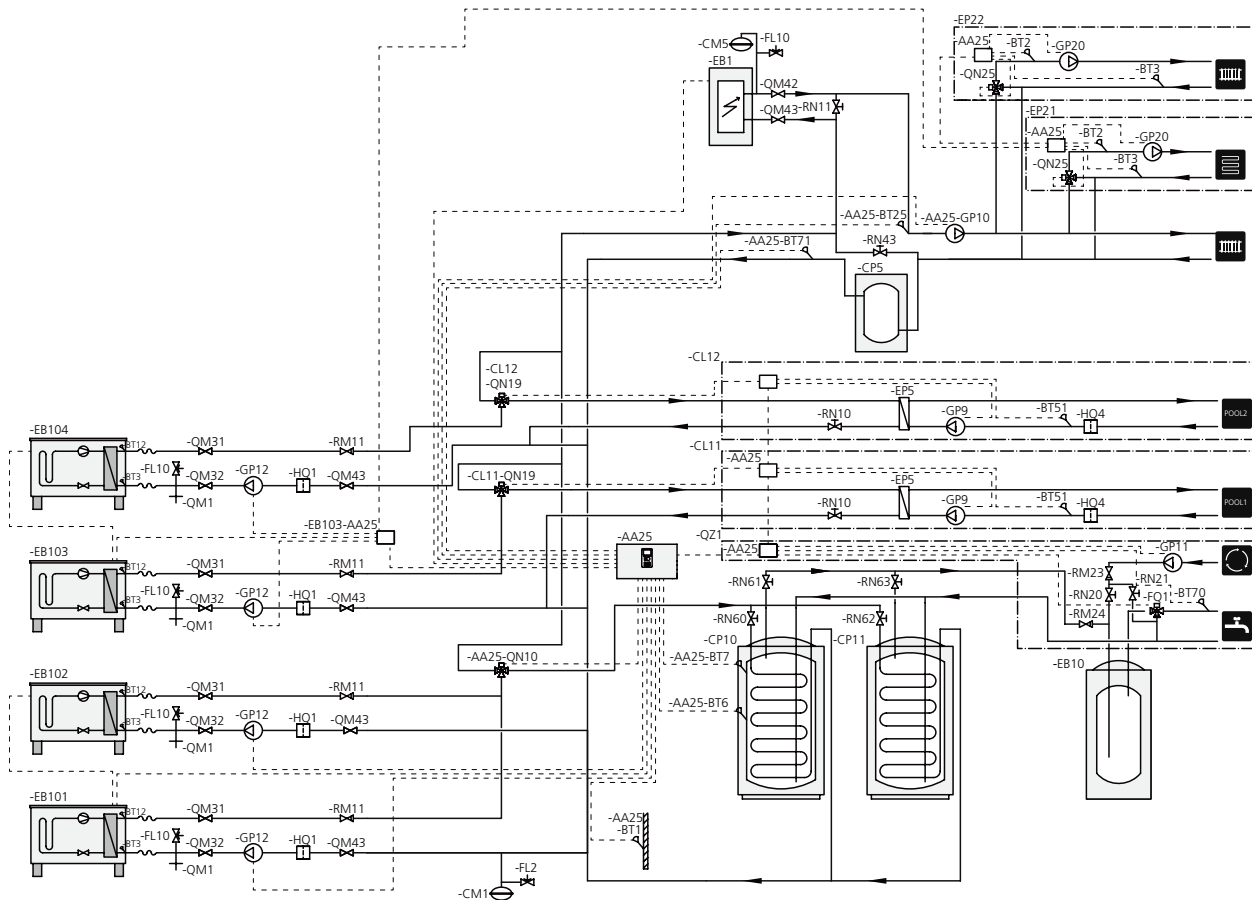 -EP22
-AA25
-BT2
-GP20
-BT3
-QN25
-EP21
-AA25
-BT2
-GP20
-BT3
-QN25
-CM5
-FL10
-EB1
-QM42
-QM43
-RN11
-AA25-BT25
-AA25-GP10
-AA25-BT71
-RN43
-CP5
-CL12
-CL12
-QN19
-EP5
-RN10
-GP9
-BT51
-HQ4
POOL2
-CL11
-AA25
-CL11-QN19
-EP5
-RN10
-GP9
-BT51
-HQ4
POOL1
-QZ1
-AA25
-GP11
-RM23
-RN21
-RN20
-FQ1
-BT70
-RM24
-EB10
-EB104
-BT12
-BT3
-QM31
-RM11
-FL10
-QM32
-GP12
-HQ1
-QM43
-QM1
-EB103-AA25
-AA25
-EB103
-BT12
-BT3
-QM31
-RM11
-FL10
-QM32
-GP12
-HQ1
-QM43
-QM1
-RN61
-RN63
-RN60
-RN62
-CP10
-CP11
-AA25-QN10
-AA25-BT7
-AA25-BT6
-EB102
-BT12
-BT3
-QM31
-RM11
-FL10
-QM32
-GP12
-HQ1
-QM43
-QM1
-EB101
-BT12
-BT3
-QM31
-RM11
-FL10
-QM32
-GP12
-HQ1
-QM43
-QM1
-AA25
-BT1
-FL2
-CM1